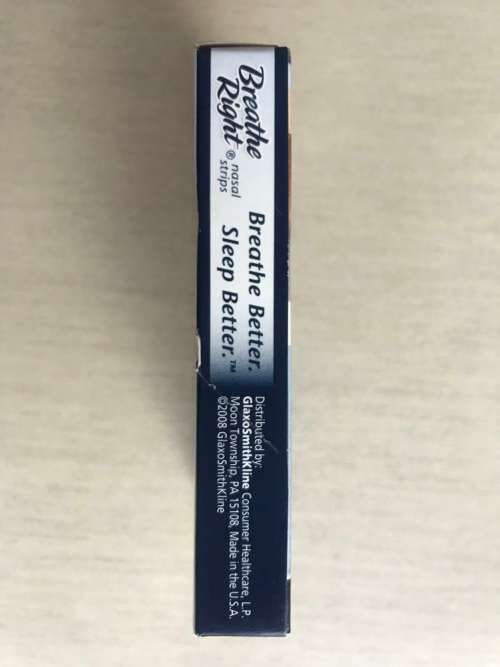 Breathe
Right® nasal
strips
Breathe Better.
Sleep Better.™
Distributed by:
GlaxoSmithKline Consumer Healthcare, L.P.
Moon Township, PA 15108, Made in the U.S.A.
©2008 GlaxoSmithKline